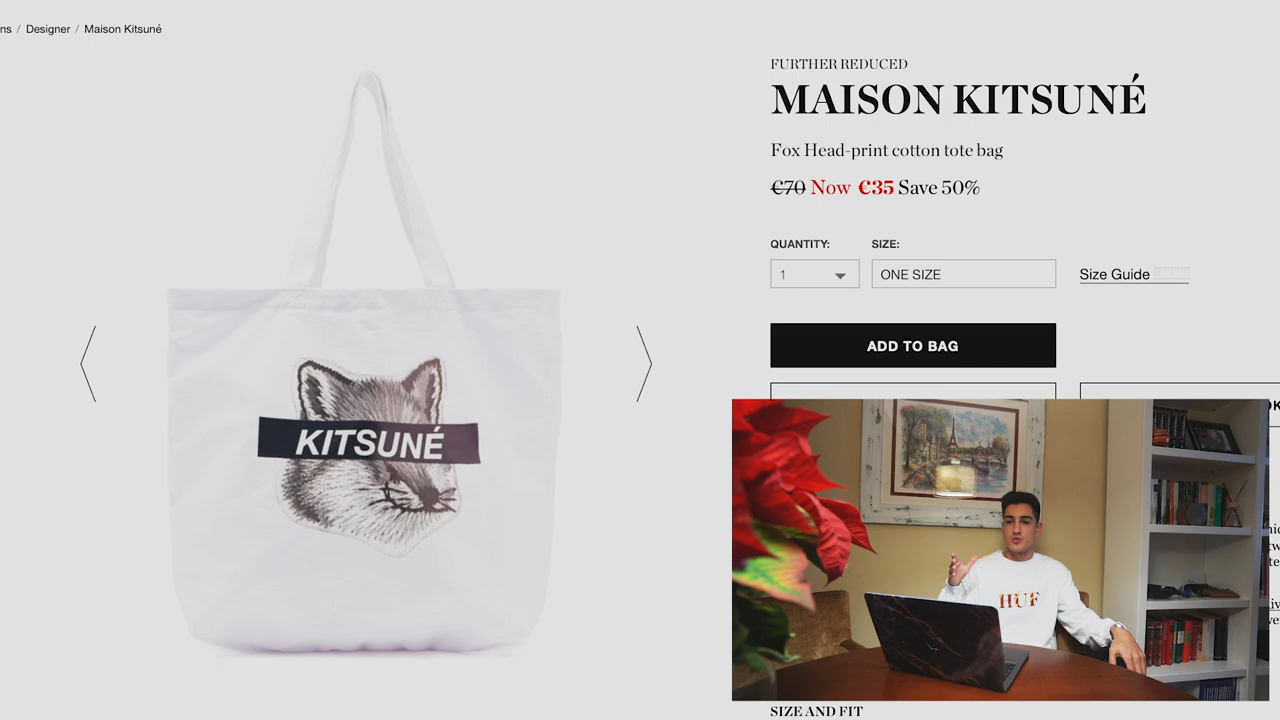 ns / Designer / Maison Kitsuné
FURTHER REDUCED
MAISON KITSUNÉ
Fox Head-print cotton tote bag
€70 Now €35 Save 50%
QUANTITY: SIZE:
1 ONE SIZE Size Guide
ADD TO BAG
KITSUNÉ
HUF
SIZE AND FIT